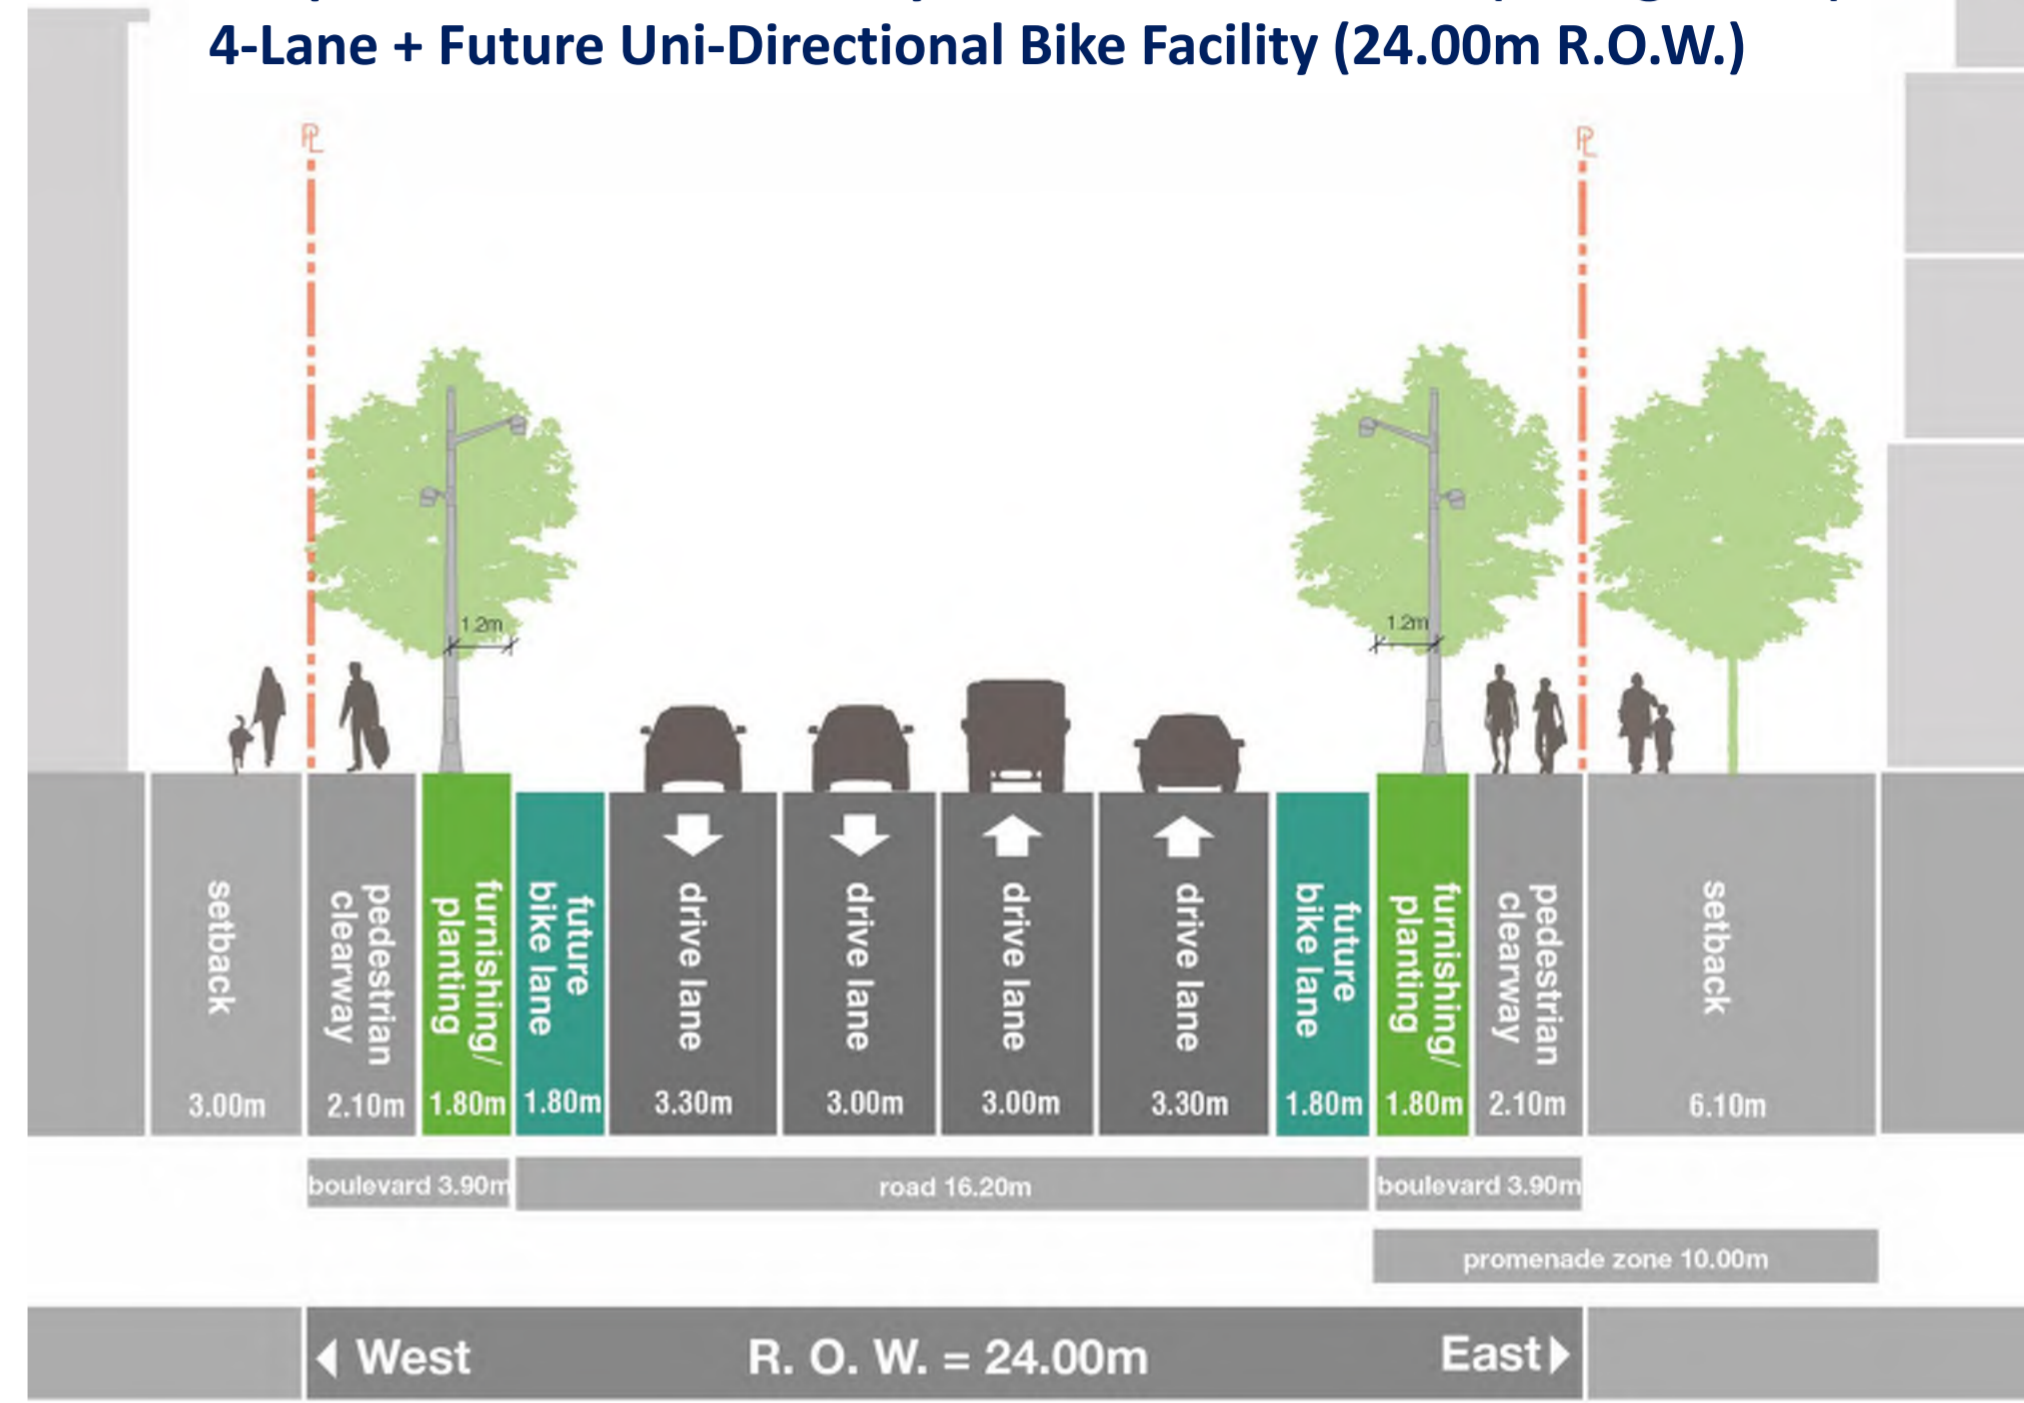 4-Lane + Future Uni-Directional Bike Facility (24.00m R.O.W.)
PL
PL
1.2m
1.2m
setback
3.00m
pedestrian
clearway
2.10m
furnishing/
planting
1.80m
future
bike lane
1.80m
drive lane
3.30m
drive lane
3.00m
drive lane
3.00m
drive lane
3.30m
future
bike lane
1.80m
furnishing/
planting
1.80m
pedestrian
clearway
2.10m
setback
6.10m
boulevard 3.90m
road 16.20m
boulevard 3.90m
promenade zone 10.00m
West
R. O. W. = 24.00m
East